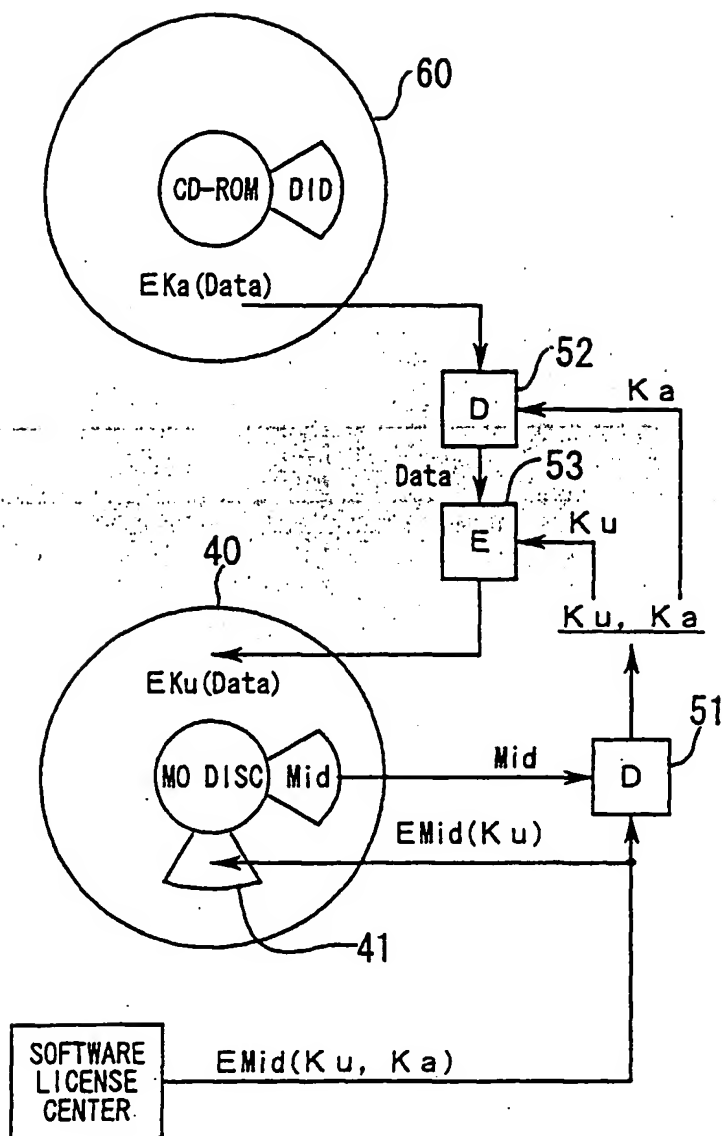 60
CD-ROM
DID
EKa(Data)
52
Ka
D
Data
53
Ku
E
40
Ku, Ka
EKu(Data)
51
Mid
MO DISC
Mid
D
EMid(Ku)
41
SOFTWARE
LICENSE
CENTER
EMid(Ku, Ka)